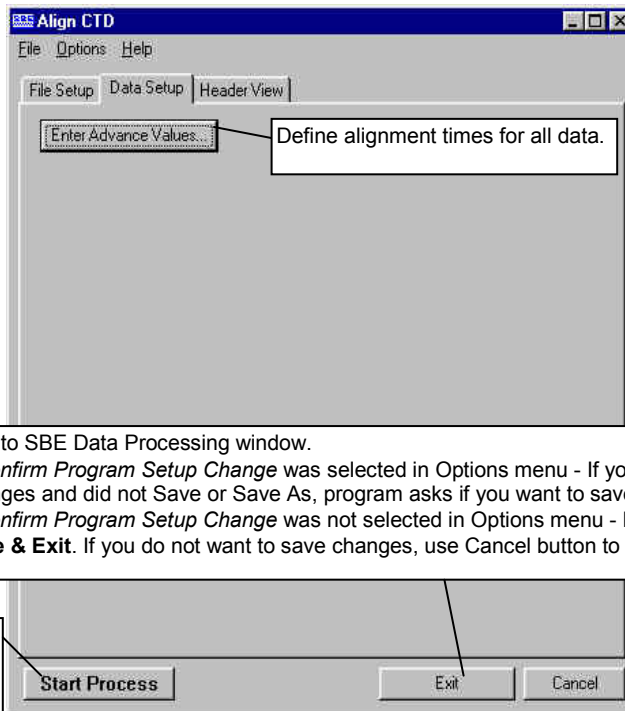 Align CTD
File Options Help
File Setup Data Setup Header View
Enter Advance Values...
Define alignment times for all data.
to SBE Data Processing window.
nfirm Program Setup Change was selected in Options menu - If yo
ges and did not Save or Save As, program asks if you want to save
nfirm Program Setup Change was not selected in Options menu -
e & Exit. If you do not want to save changes, use Cancel button to
Start Process Exit Cancel